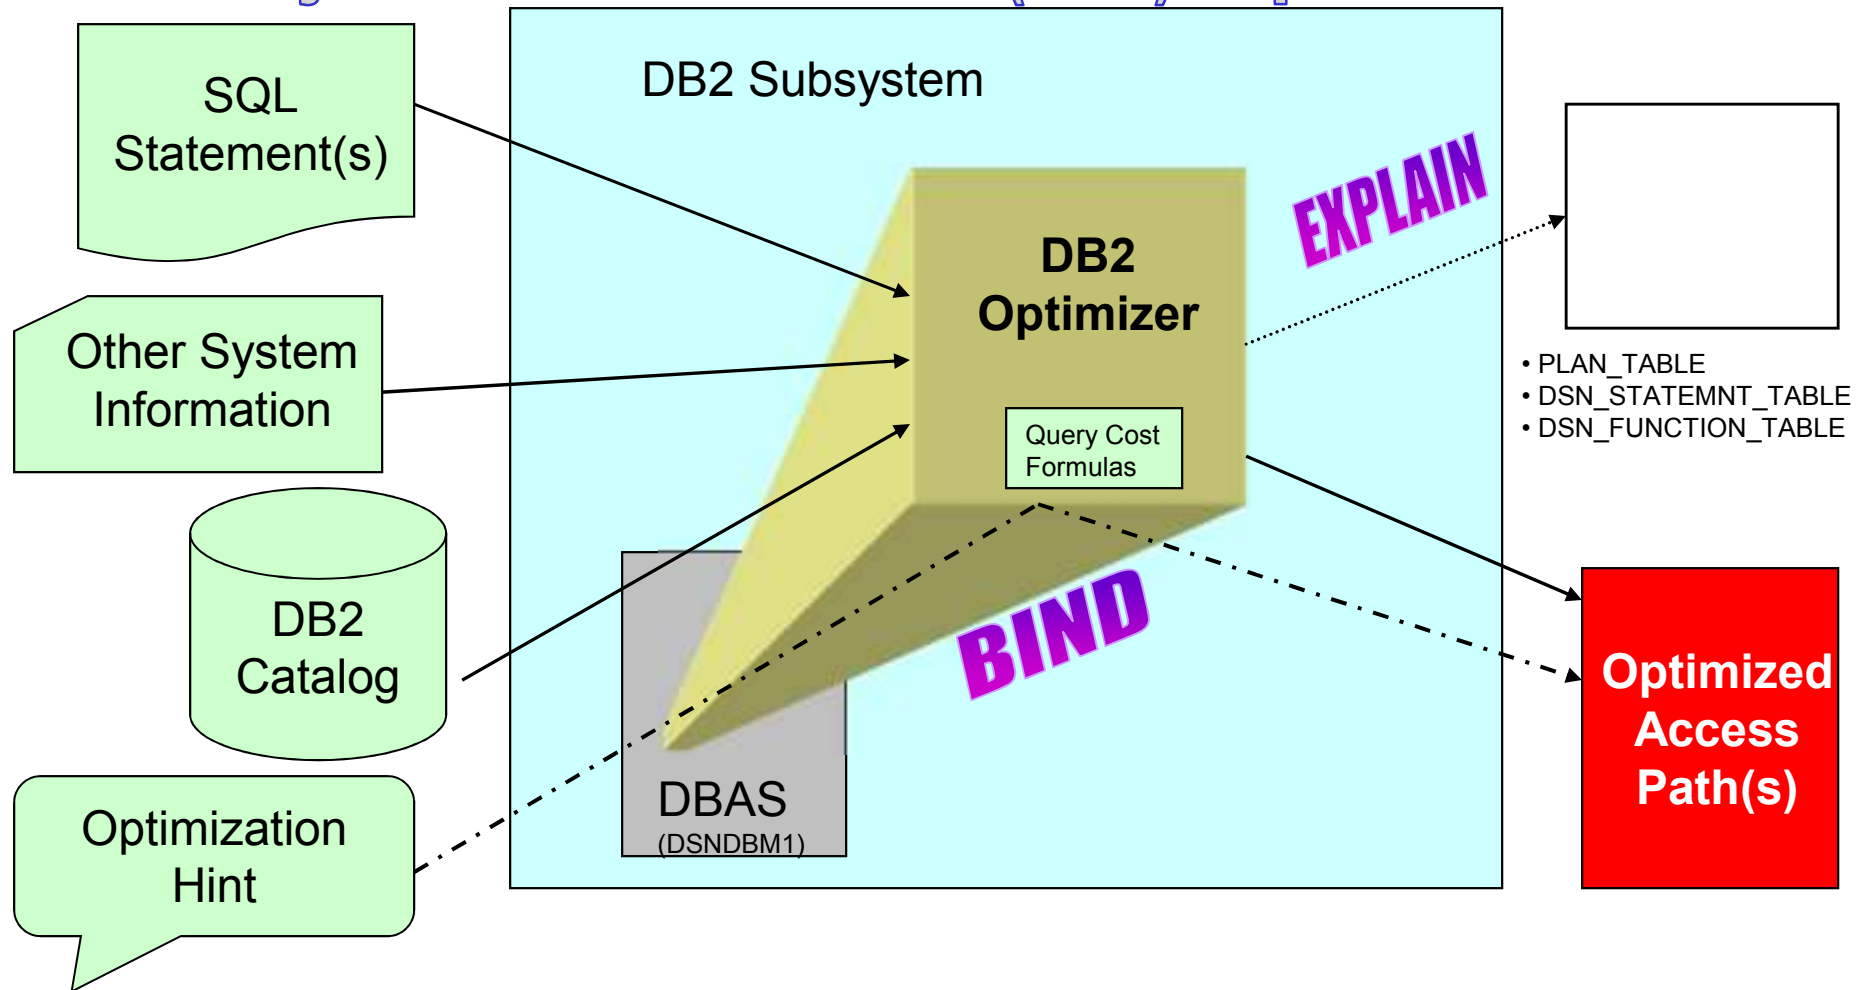 DB2 Subsystem
SQL
Statement(s)
Other System
Information
DB2
Catalog
Optimization
Hint
DB2
Optimizer
Query Cost
Formulas
EXPLAIN
BIND
DBAS
(DSNDBM1)
• PLAN_TABLE
• DSN_STATEMNT_TABLE
• DSN_FUNCTION_TABLE
Optimized
Access
Path(s)